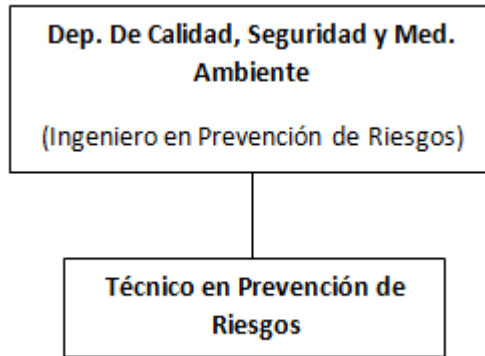 Dep. De Calidad, Seguridad y Med.
Ambiente
(Ingeniero en Prevención de Riesgos)
Técnico en Prevención de
Riesgos